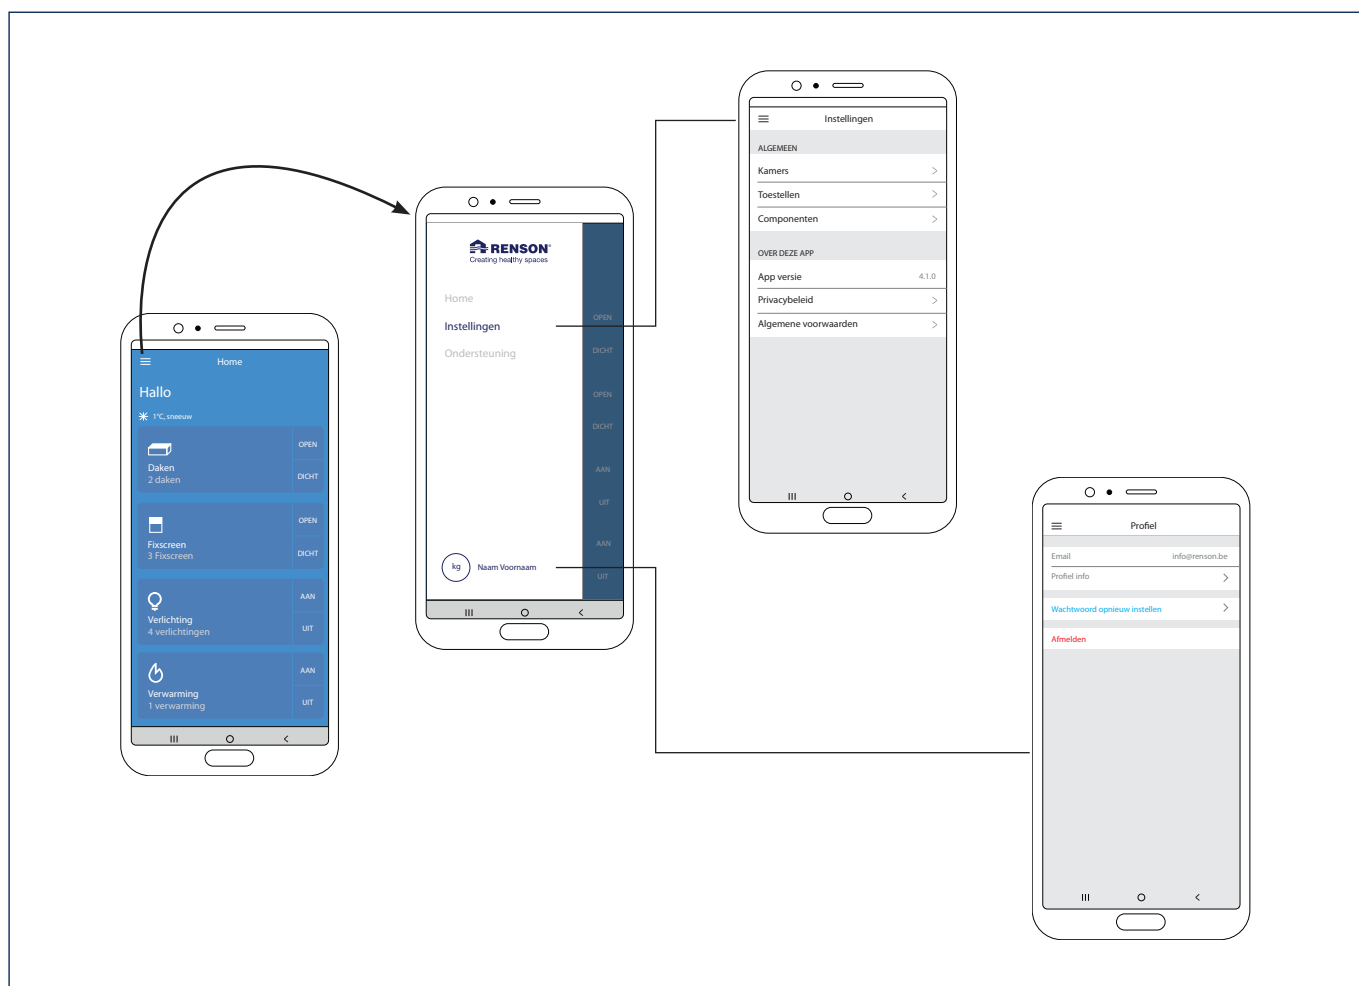 Home
Hallo
1°C, sneeuw
Daken
2 daken
OPEN
DICHT
Fixscreen
3 Fixscreen
OPEN
DICHT
Verlichting
4 verlichtingen
AAN
UIT
Verwarming
1 verwarming
AAN
UIT
RENSON®
Creating healthy spaces
Home
Instellingen
Ondersteuning
OPEN
DICHT
OPEN
DICHT
AAN
UIT
AAN
UIT
kg Naam Voornaam
Instellingen
ALGEMEEN
Kamers
Toestellen
Componenten
OVER DEZE APP
App versie 4.1.0
Privacybeleid
Algemene voorwaarden
Profiel
Email info@renson.be
Profiel info
Wachtwoord opnieuw instellen
Afmelden